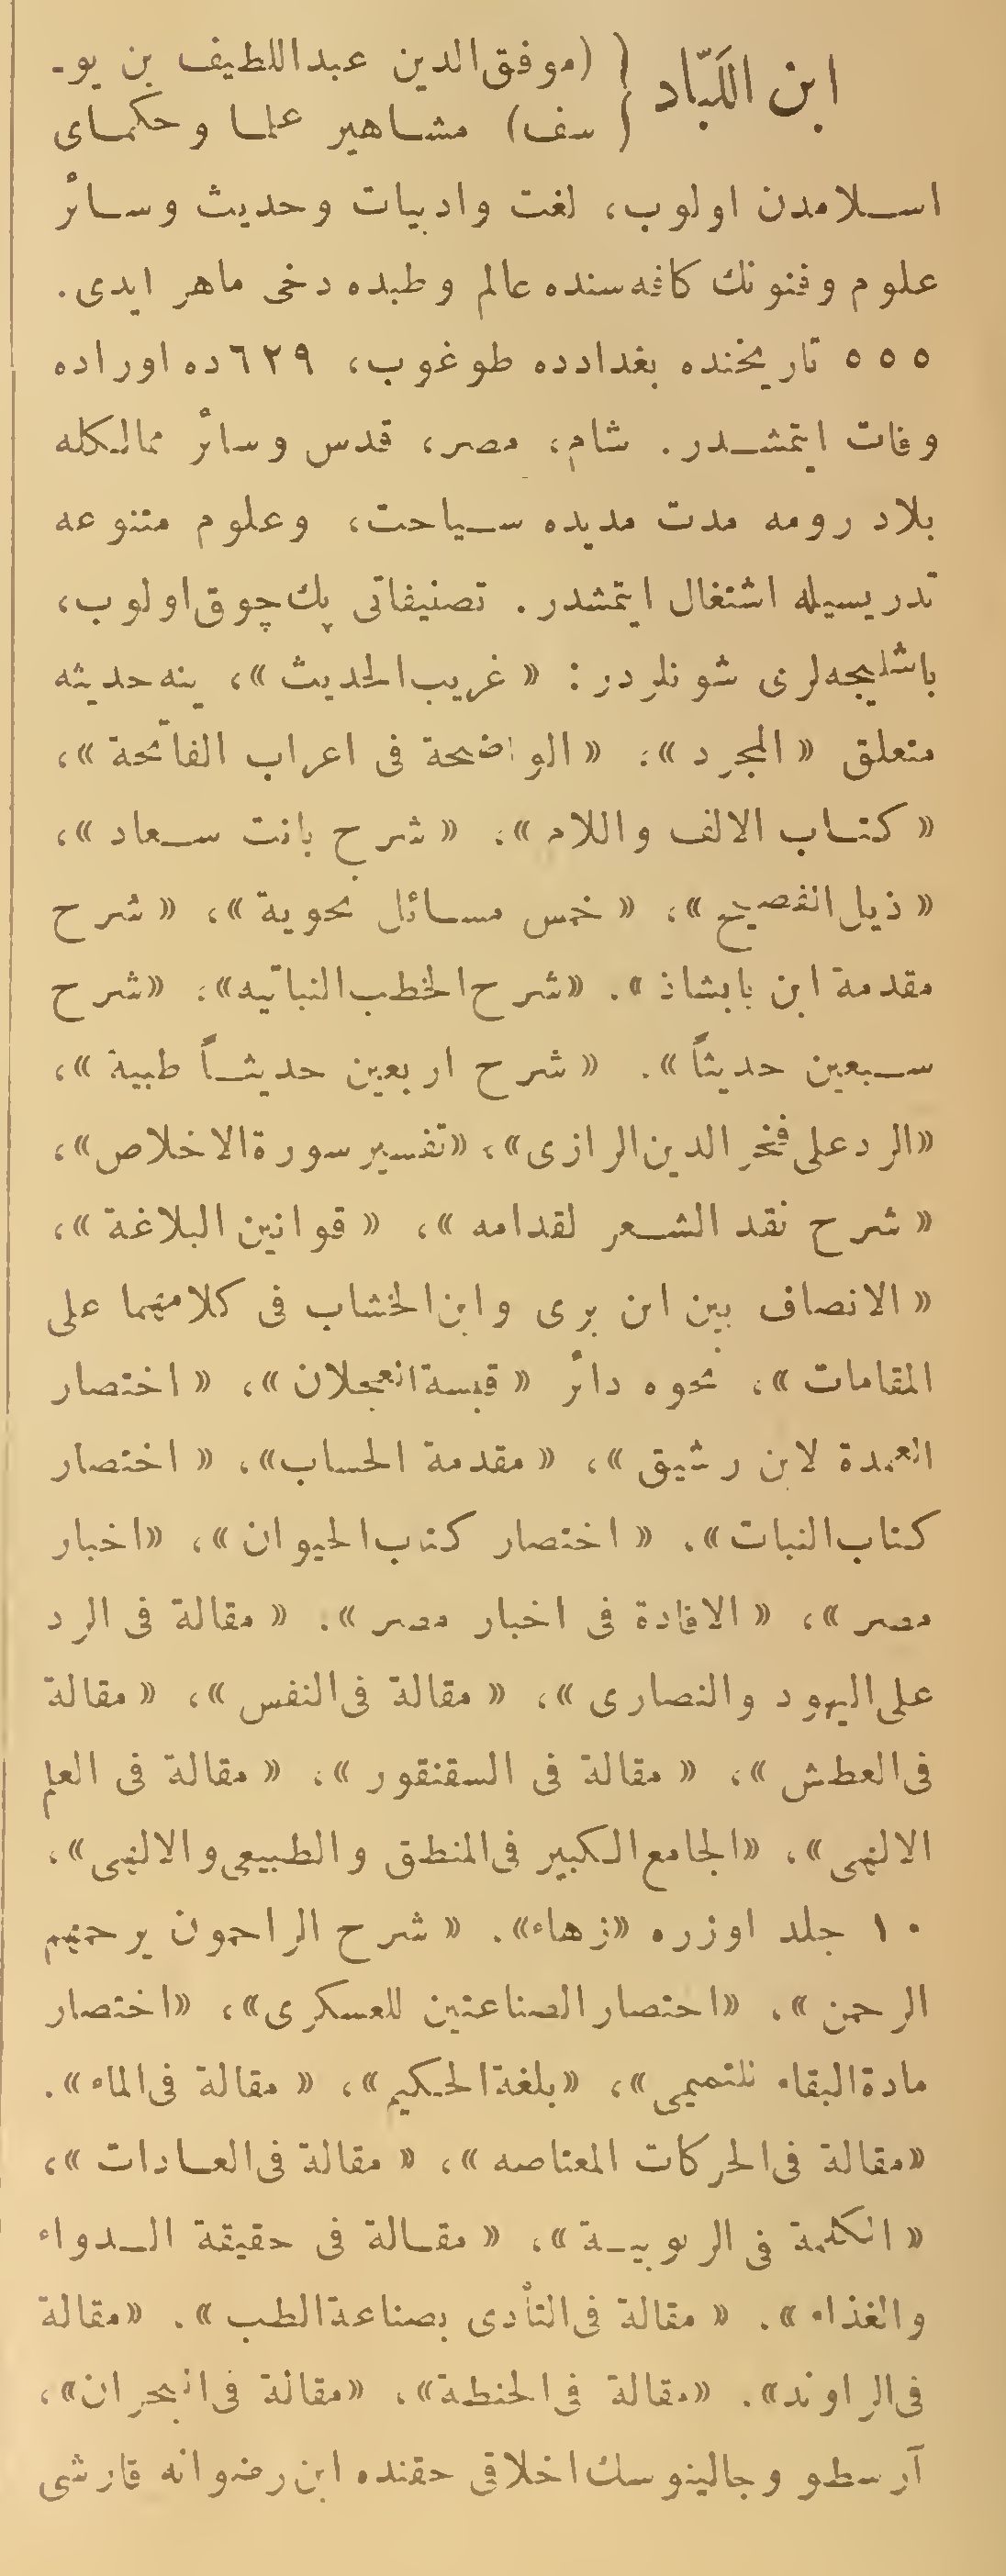 ابن اللَبّاد (موفق‌الدين عبداللطيف بن يو-
سف) مشاهير علما و حكماى
اسلامدن اولوب، لغت وادبيات وحديث وسائر
علوم وفنونك كافه‌سنده عالم وطبده دخى ماهر ايدى.
٥٥٥ تاريخنده بغدادده طوغوب، ٦٢٩ ده اوراده
وفات ايتمشدر. شام، مصر، قدس وسائر ممالكله
بلاد رومه مدت مديده سياحت، وعلوم متنوعه
تدريسيله اشتغال ايتمشدر. تصنيفاتى پك چوق اولوب،
باشليجه‌لرى شونلردر: «غريب‌الحديث»، ينه حديثه
متعلق «المجرد»، «الواضحة فى اعراب الفاتحة»،
«كتاب الالف واللام»، «شرح بانت سعاد»،
«ذيل‌الفصيح»، «خمس مسائل نحوية»، «شرح
مقدمة ابن بابشاذ». «شرح‌الخطب‌النباتيه»، «شرح
سبعين حديثاً». «شرح اربعين حديثاً طبية»،
«الرد على فخر الدين‌الرازى»، «تفسير سورة‌الاخلاص»،
«شرح نقد الشعر لقدامه»، «قوانين البلاغة»،
«الانصاف بين ابن برى وابن‌الخشاب فى كلامهما على
المقامات»، نحوه دائر «قبسة‌العجلان»، «اختصار
العمدة لابن رشيق»، «مقدمة الحساب»، «اختصار
كتاب‌النبات». «اختصار كتاب‌الحيوان»، «اخبار
مصر»، «الافادة فى اخبار مصر». «مقالة فى الرد
على‌اليهود والنصارى»، «مقالة فى‌النفس»، «مقالة
فى‌العطش»، «مقالة فى السقنقور»، «مقالة فى العلم
الالهى»، «الجامع‌الكبير فى‌المنطق والطبيعى والالهى»،
١٠ جلد اوزره «زهاء». «شرح الراحمون يرحمهم
الرحمن»، «اختصار الصناعتين للعسكرى»، «اختصار
مادة‌البقاء للتميمى»، «بلغة‌الحكيم»، «مقالة فى‌الماء».
«مقالة فى‌الحركات المعتاصه»، «مقالة فى‌العادات»،
«الكلمة فى الربوبية»، «مقالة فى حقيقة الدواء
والغذاء». «مقالة فى‌التأدى بصناعة‌الطب». «مقالة
فى‌الراوند». «مقالة فى‌الحنطة»، «مقالة فى‌البحران»،
آرسطو وجالينوسك اخلاقى حقنده ابن رضوانه قارشى